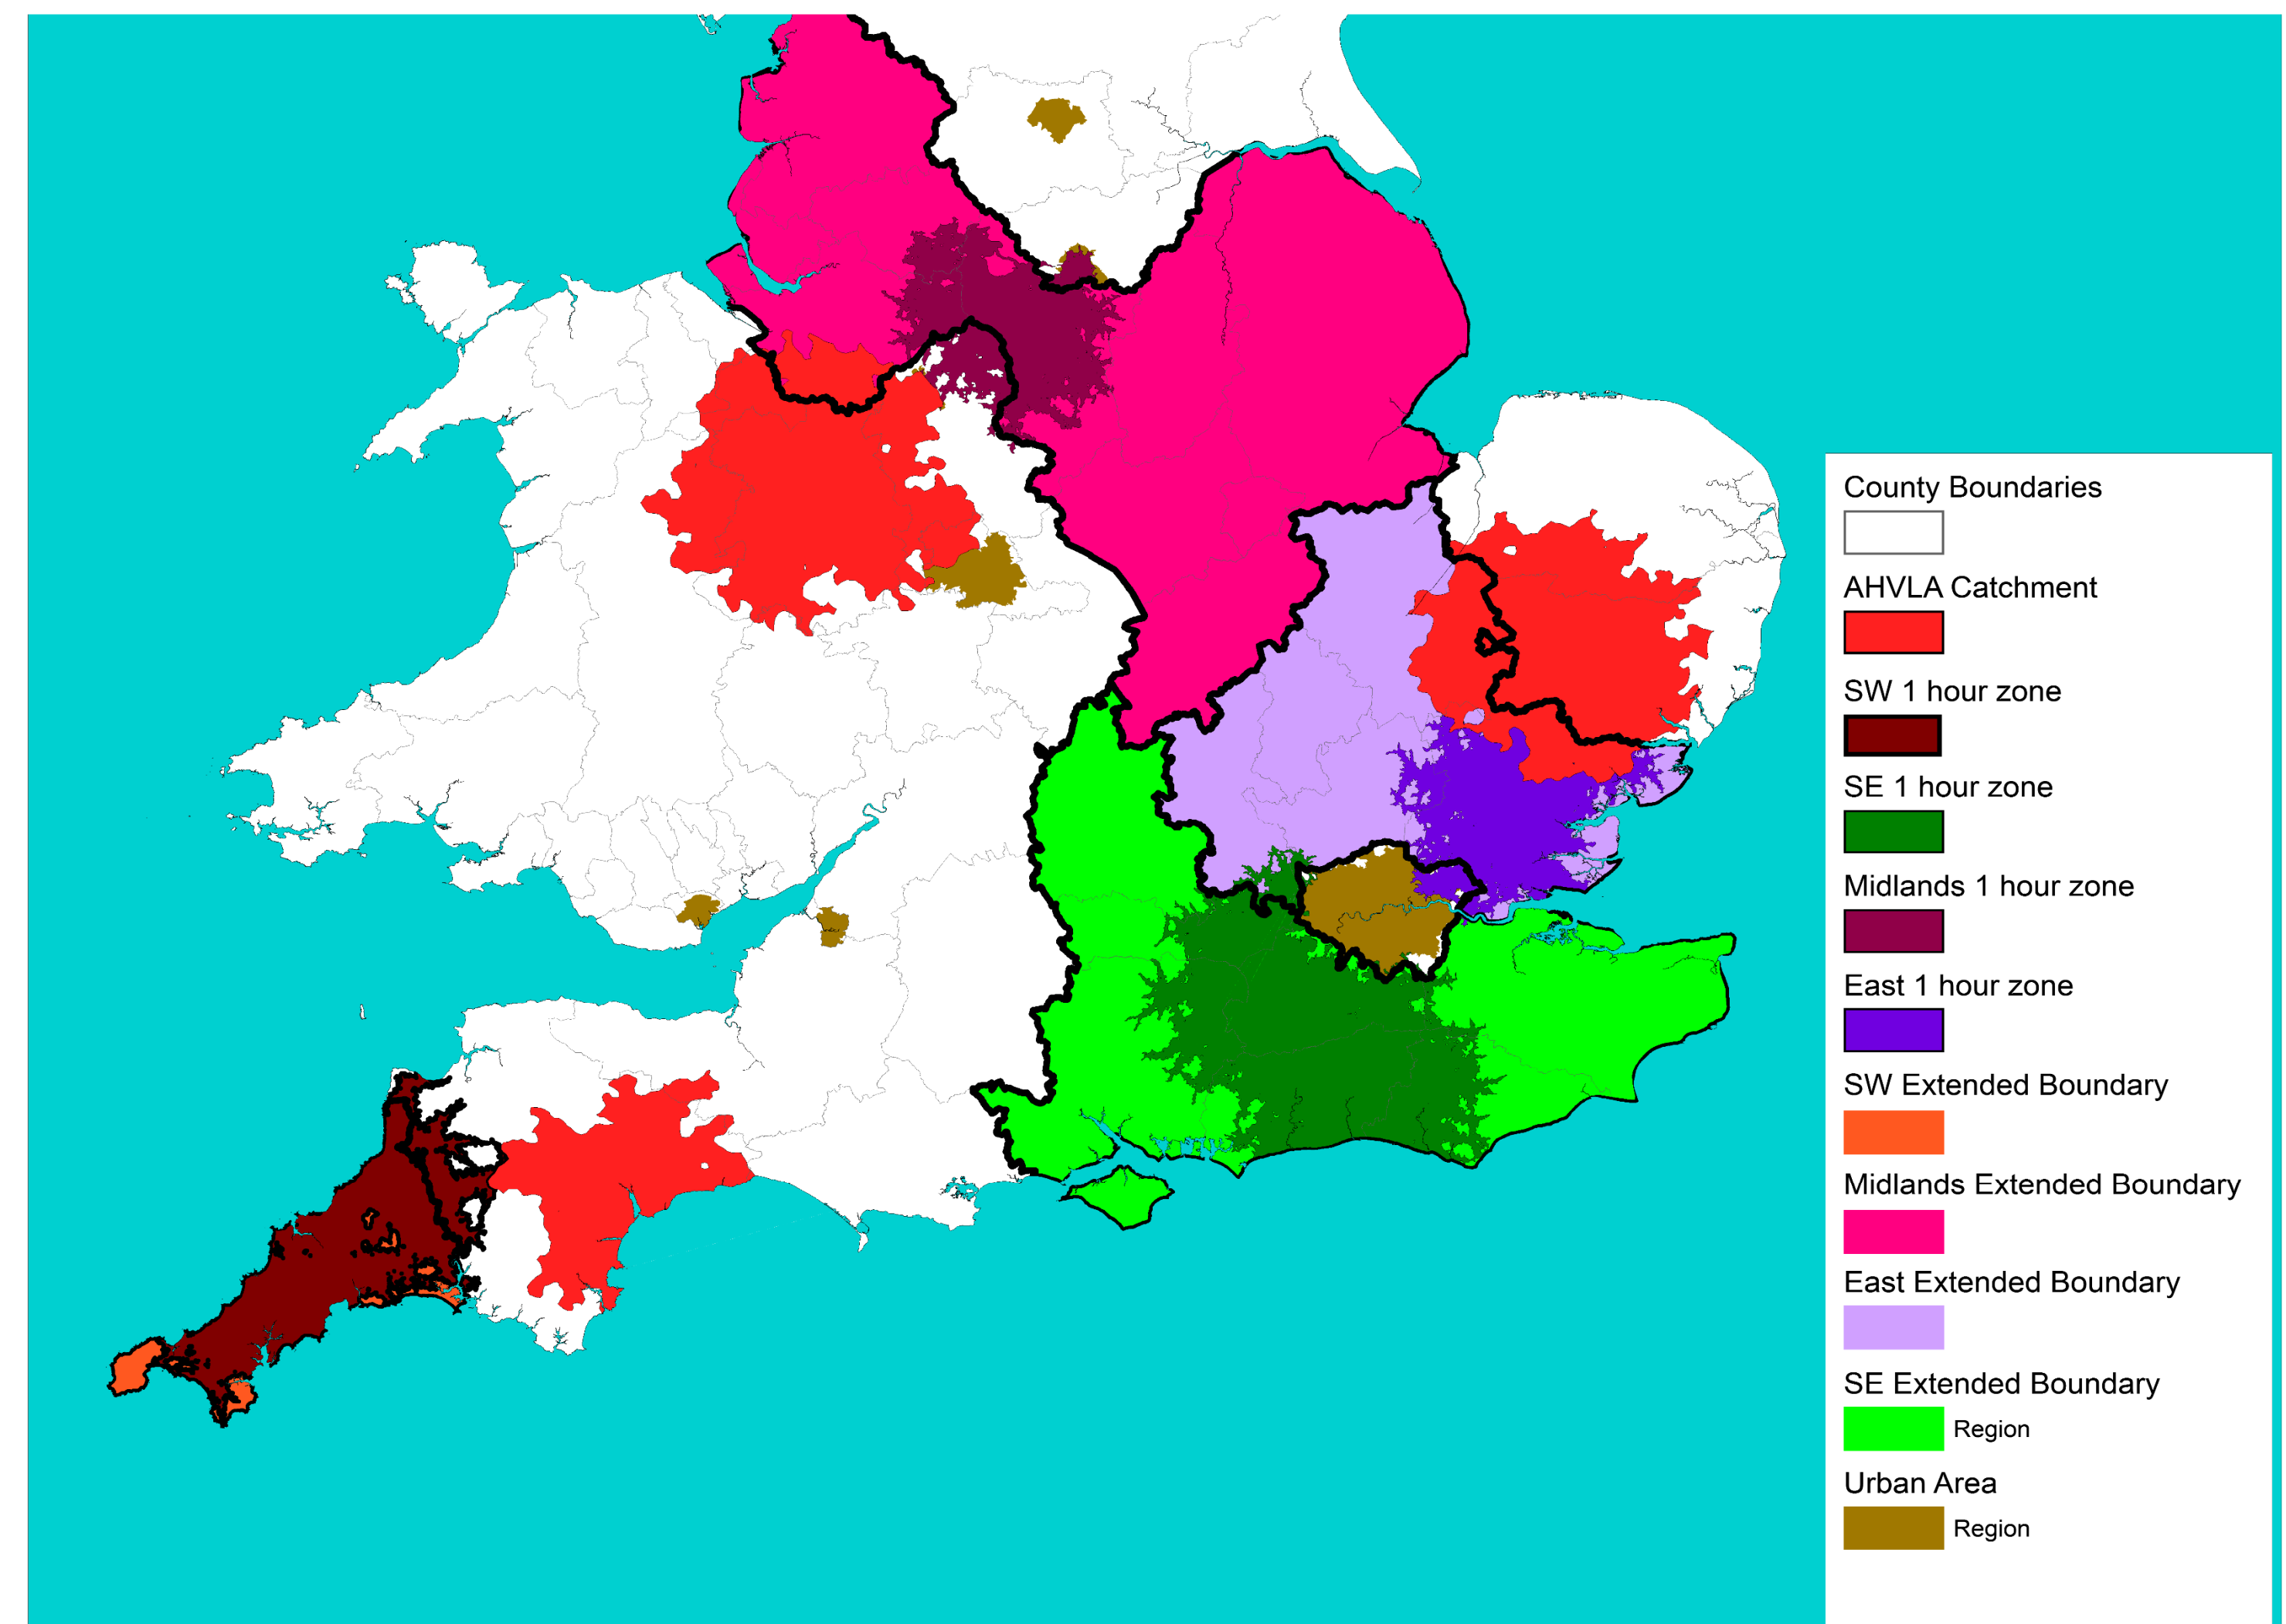 County Boundaries
AHVLA Catchment
SW 1 hour zone
SE 1 hour zone
Midlands 1 hour zone
East 1 hour zone
SW Extended Boundary
Midlands Extended Boundary
East Extended Boundary
SE Extended Boundary
Region
Urban Area
Region